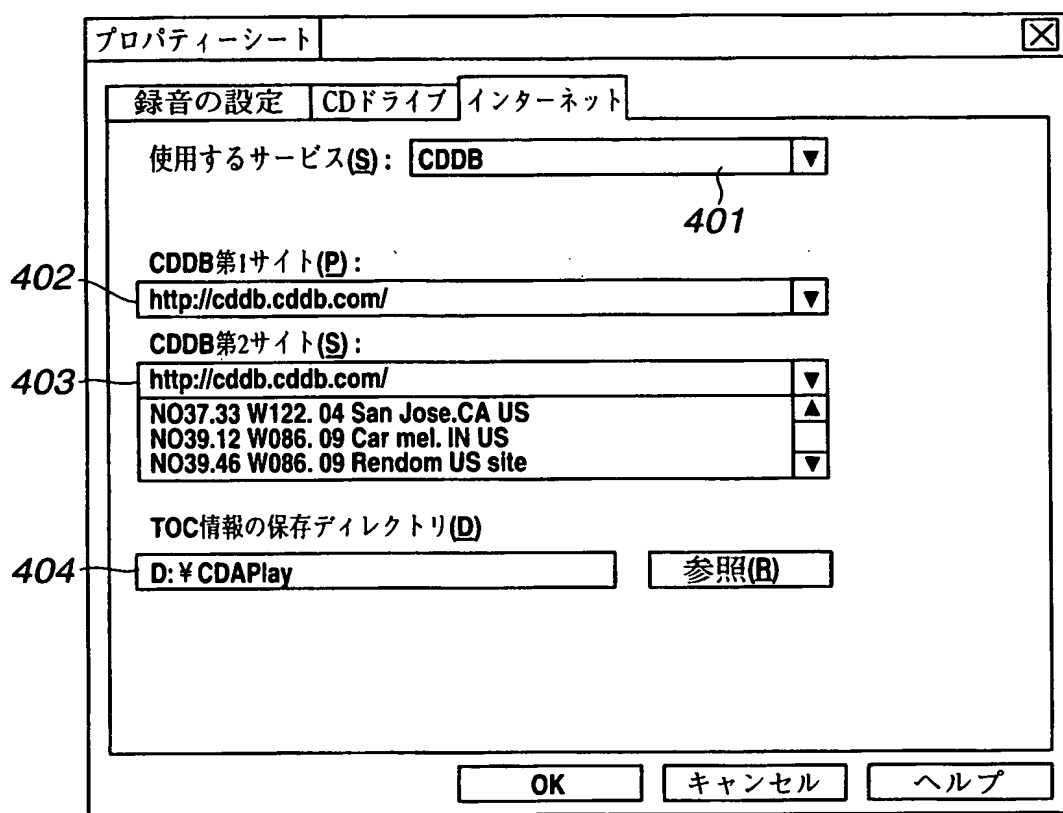 プロパティーシート
録音の設定 CDドライブ インターネット
使用するサービス(S): CDDB ▼
401
CDDB第1サイト(P):
402
http://cddb.cddb.com/ ▼
CDDB第2サイト(S):
403
http://cddb.cddb.com/ ▼
NO37.33 W122. 04 San Jose.CA US
NO39.12 W086. 09 Car mel. IN US
NO39.46 W086. 09 Rendom US site
TOC情報の保存ディレクトリ(D)
404
D:¥CDAPlay 参照(R)
OK キャンセル ヘルプ